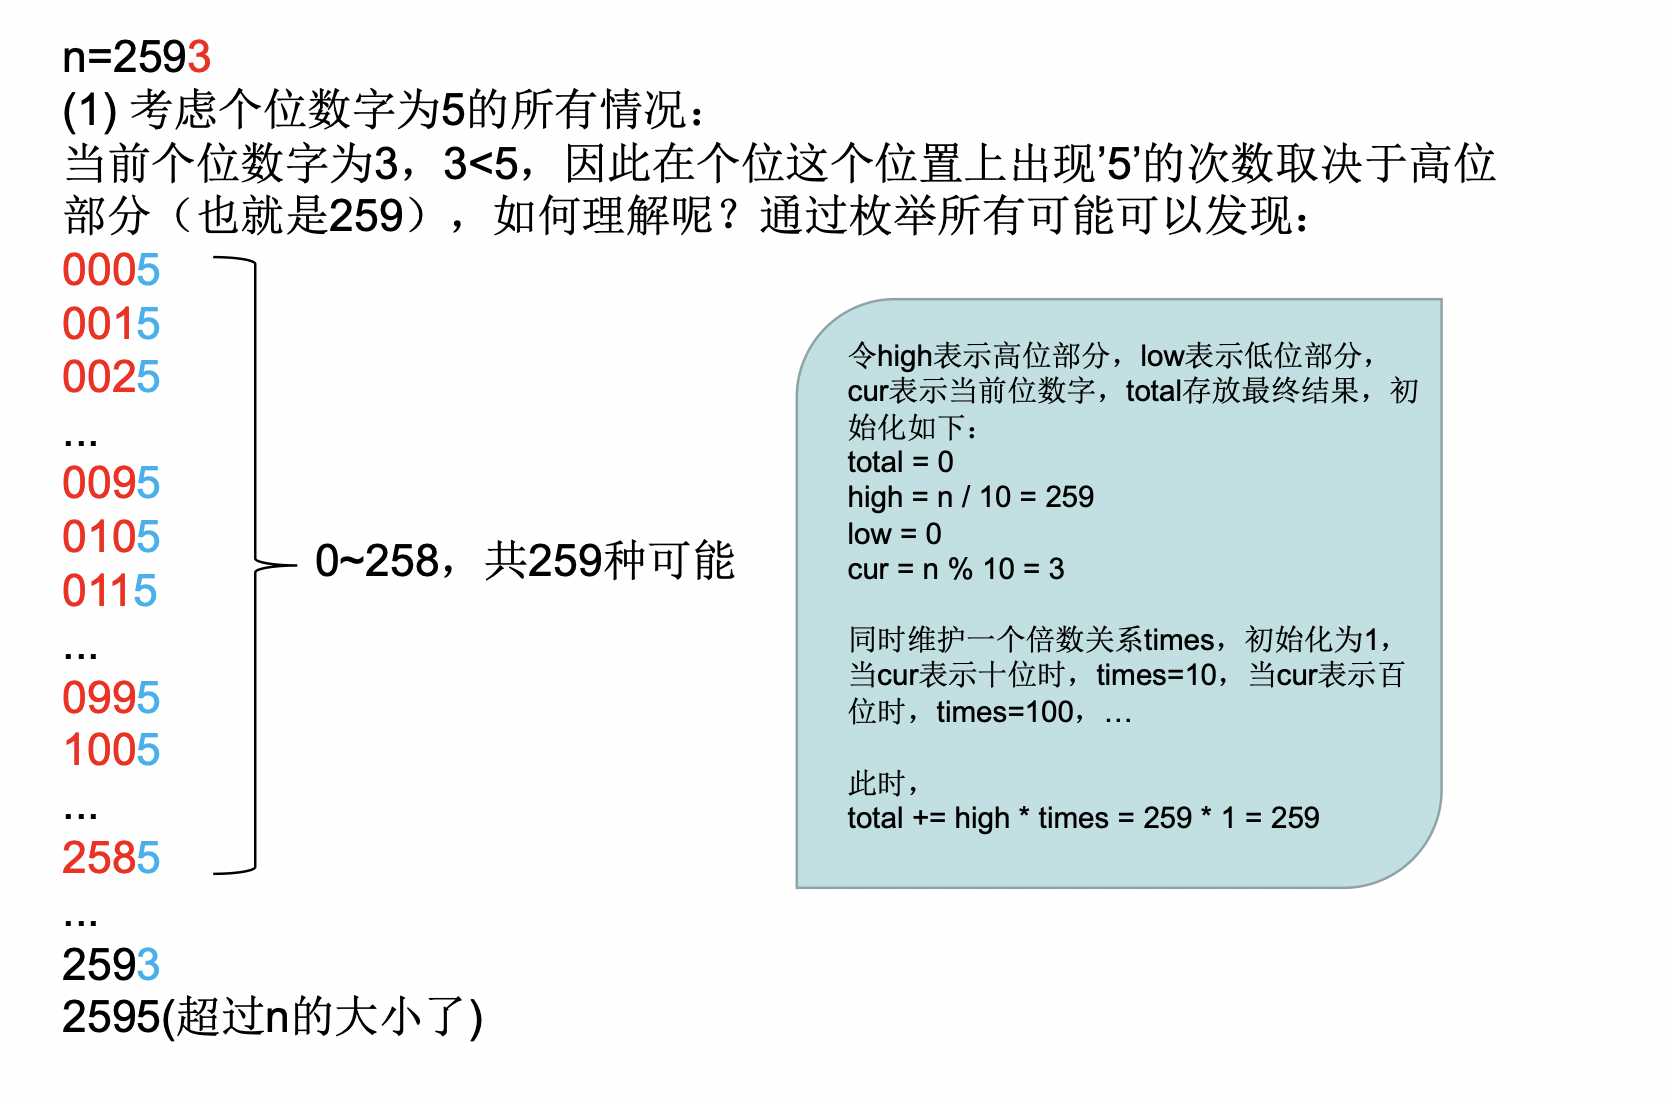 n=2593
(1) 考虑个位数字为5的所有情况：
当前个位数字为3，3<5，因此在个位这个位置上出现’5’的次数取决于高位
部分（也就是259），如何理解呢？通过枚举所有可能可以发现：
0005
0015
0025
...
0095
0105
0115
...
0995
1005
...
2585
...
2593
2595(超过n的大小了)
0~258，共259种可能
令high表示高位部分，low表示低位部分，
cur表示当前位数字，total存放最终结果，初
始化如下：
total = 0
high = n / 10 = 259
low = 0
cur = n % 10 = 3
同时维护一个倍数关系times，初始化为1，
当cur表示十位时，times=10，当cur表示百
位时，times=100，...
此时，
total += high * times = 259 * 1 = 259